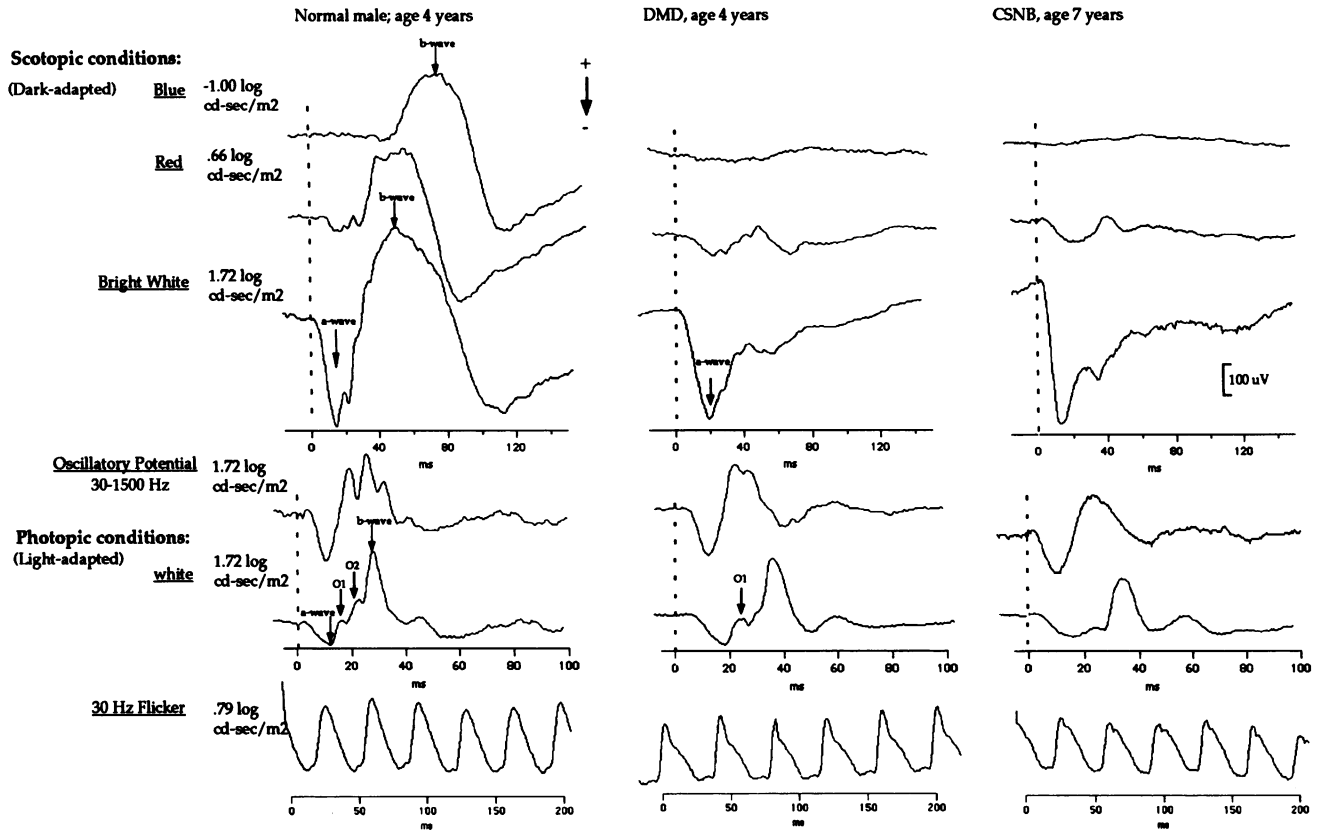 Normal male; age 4 years
DMD, age 4 years
CSNB, age 7 years
Scotopic conditions:
(Dark-adapted)
Blue
-1.00 log
cd-sec/m2
b-wave
+
-
Red
.66 log
cd-sec/m2
b-wave
Bright White
1.72 log
cd-sec/m2
a-wave
a-wave
100 uV
0 40 80 120
ms
0 40 80 120
ms
0 40 80 120
ms
Oscillatory Potential
30-1500 Hz
1.72 log
cd-sec/m2
Photopic conditions:
(Light-adapted)
white
1.72 log
cd-sec/m2
b-wave
O2
O1
a-wave
O1
0 20 40 60 80 100
ms
0 20 40 60 80 100
ms
0 20 40 60 80 100
ms
30 Hz Flicker
.79 log
cd-sec/m2
0 50 100 150 200
ms
0 50 100 150 200
ms
0 50 100 150 200
ms